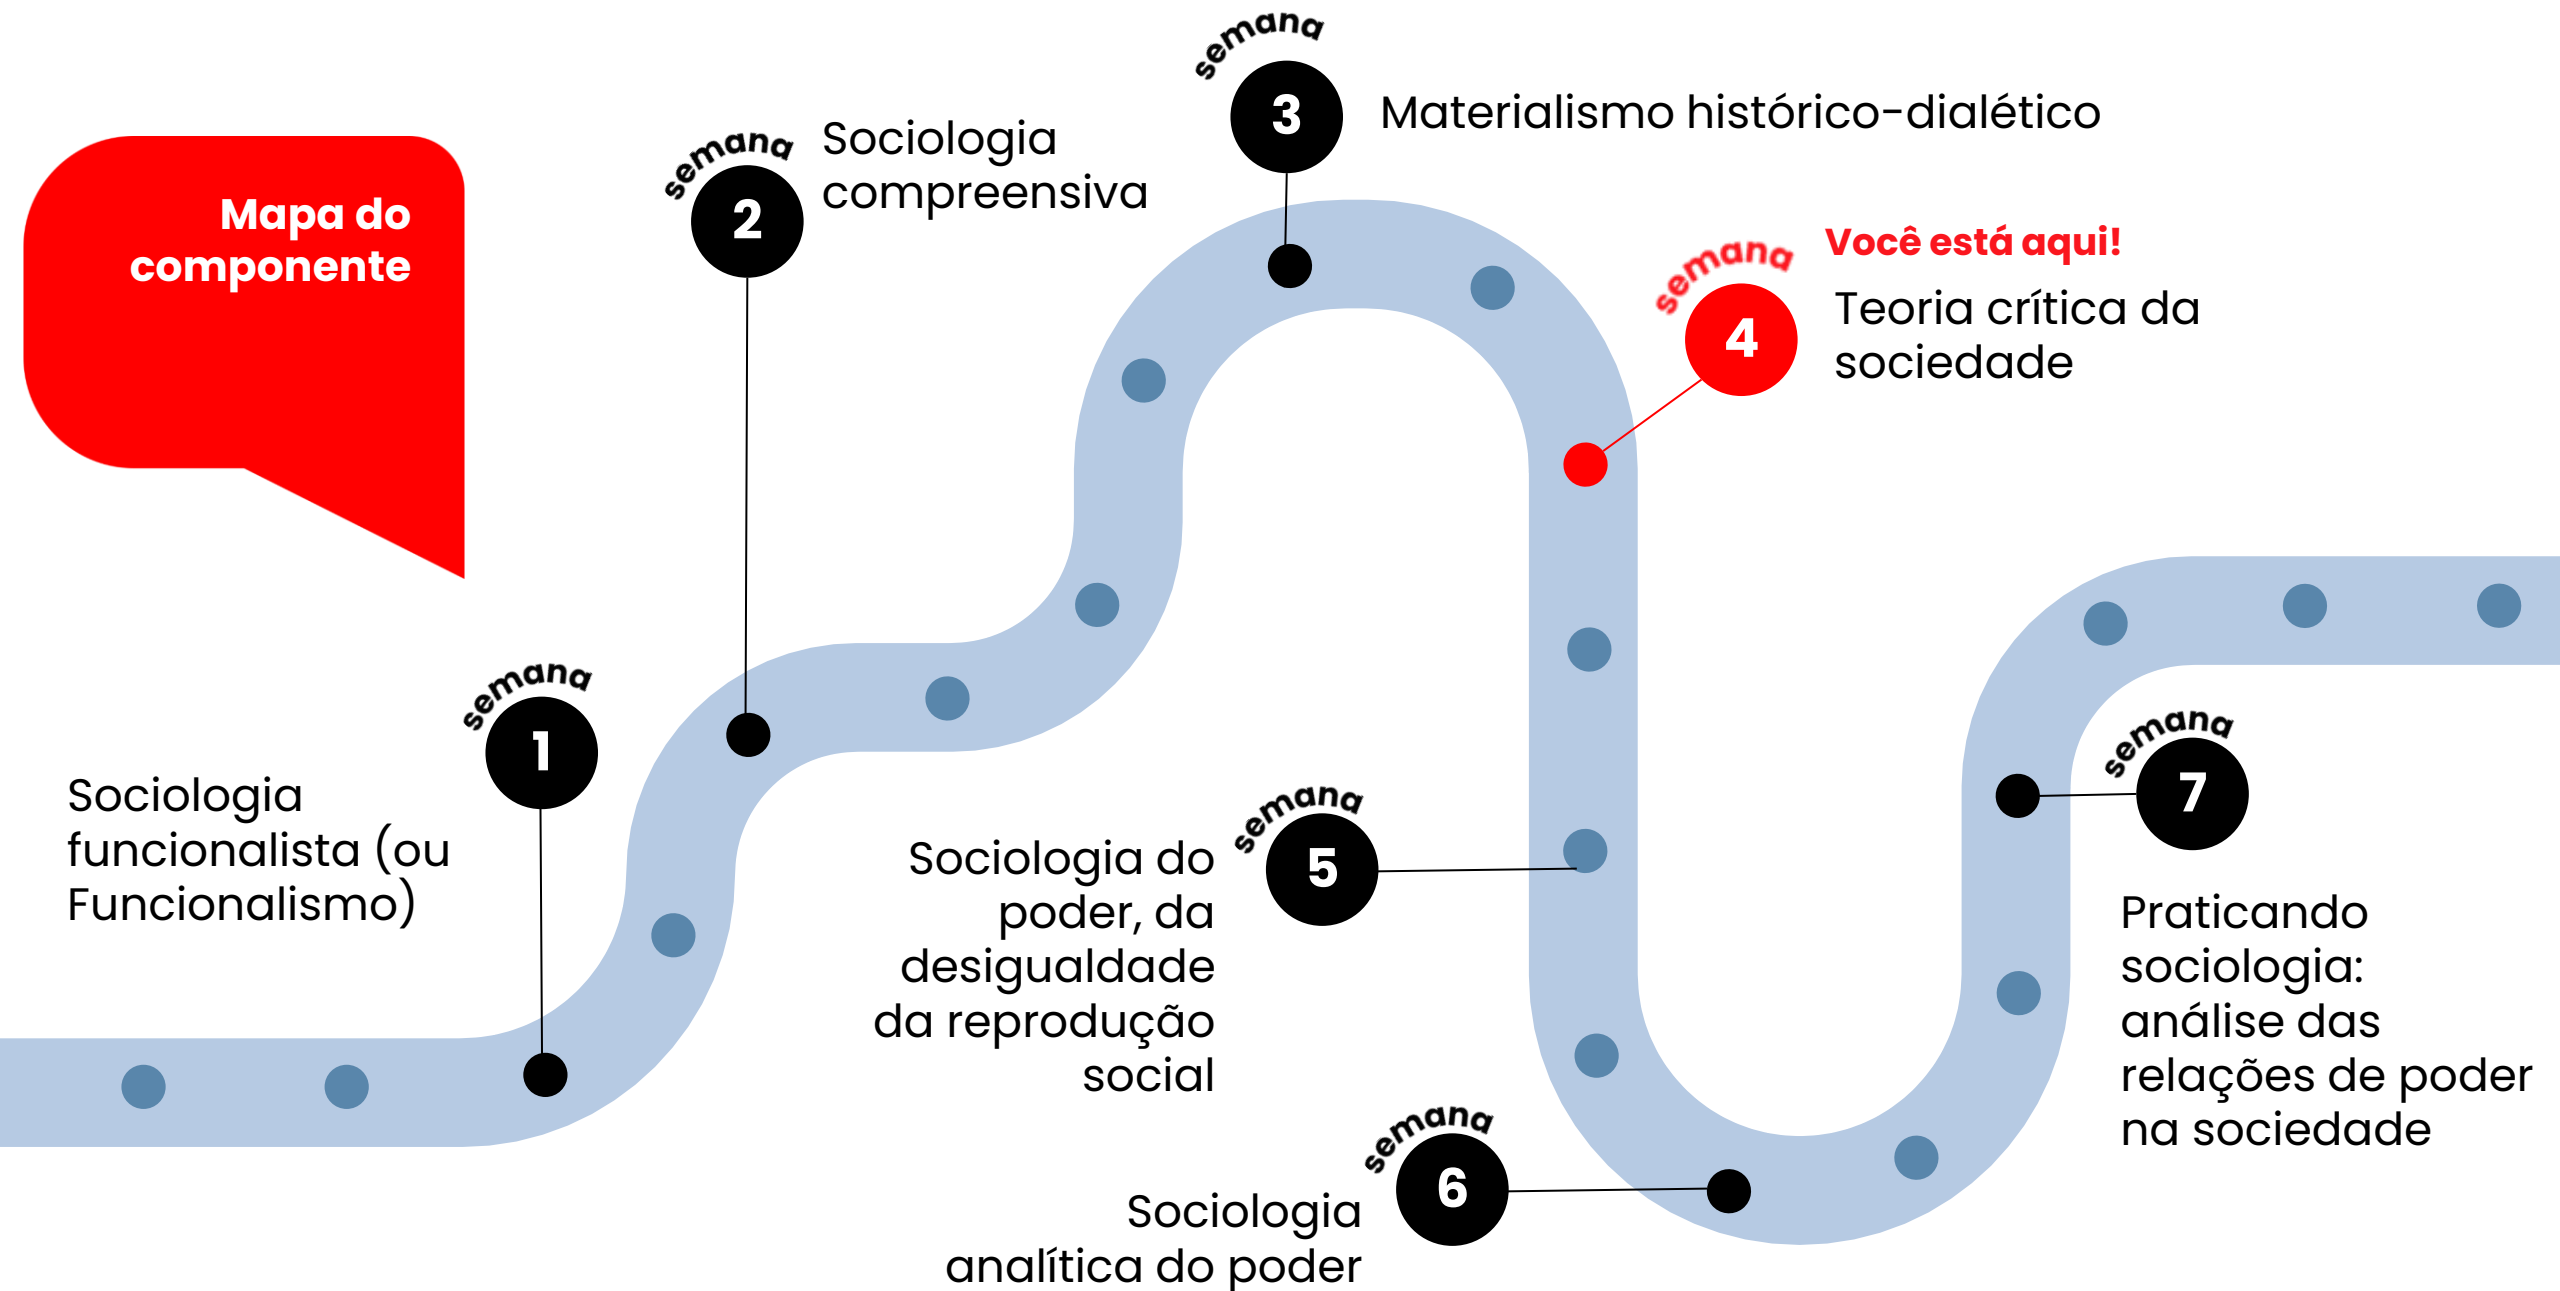 Mapa do
componente
semana
1
Sociologia
funcionalista (ou
Funcionalismo)
semana
2
Sociologia
compreensiva
semana
3
Materialismo histórico-dialético
semana
4
Você está aqui!
Teoria crítica da
sociedade
semana
5
Sociologia do
poder, da
desigualdade
da reprodução
social
semana
6
Sociologia
analítica do poder
semana
7
Praticando
sociologia:
análise das
relações de poder
na sociedade